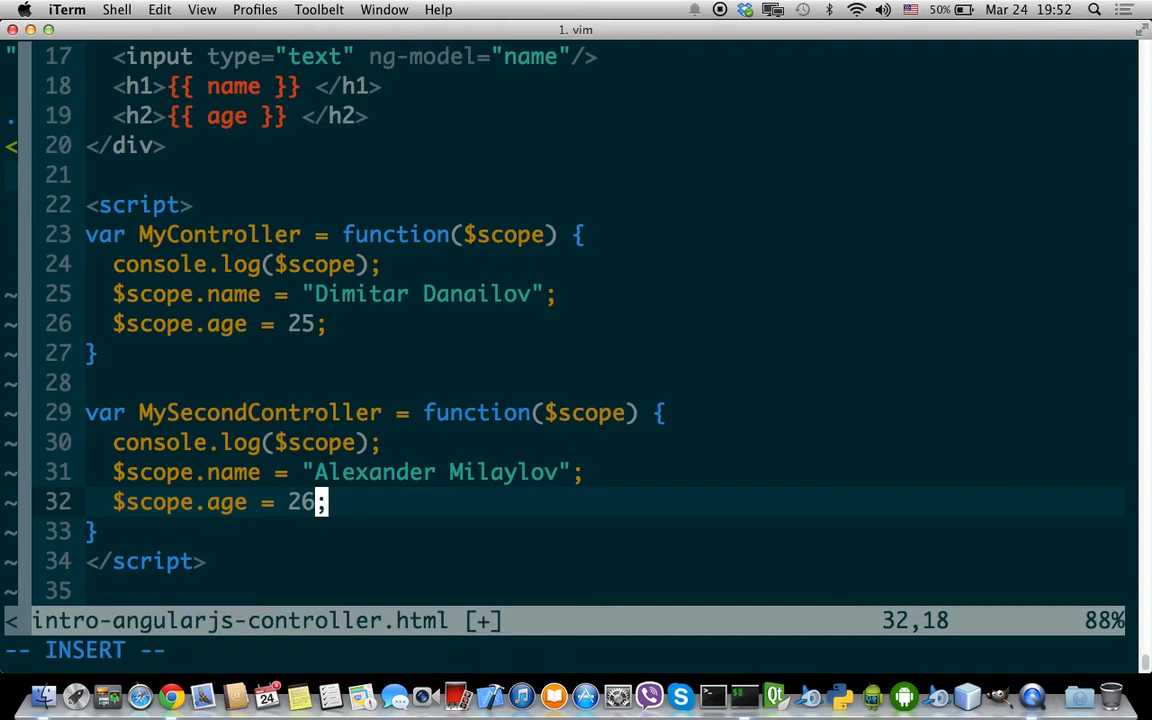 iTerm Shell Edit View Profiles Toolbelt Window Help 50% Mar 24 19:52
1. vim
" 17 <input type="text" ng-model="name"/>
18 <h1>{{ name }} </h1>
. 19 <h2>{{ age }} </h2>
< 20 </div>
21
22 <script>
23 var MyController = function($scope) {
24 console.log($scope);
~ 25 $scope.name = "Dimitar Danailov";
~ 26 $scope.age = 25;
~ 27 }
~ 28
~ 29 var MySecondController = function($scope) {
~ 30 console.log($scope);
~ 31 $scope.name = "Alexander Milaylov";
~ 32 $scope.age = 26;
~ 33 }
~ 34 </script>
~ 35
< intro-angularjs-controller.html [+] 32,18 88%
-- INSERT --